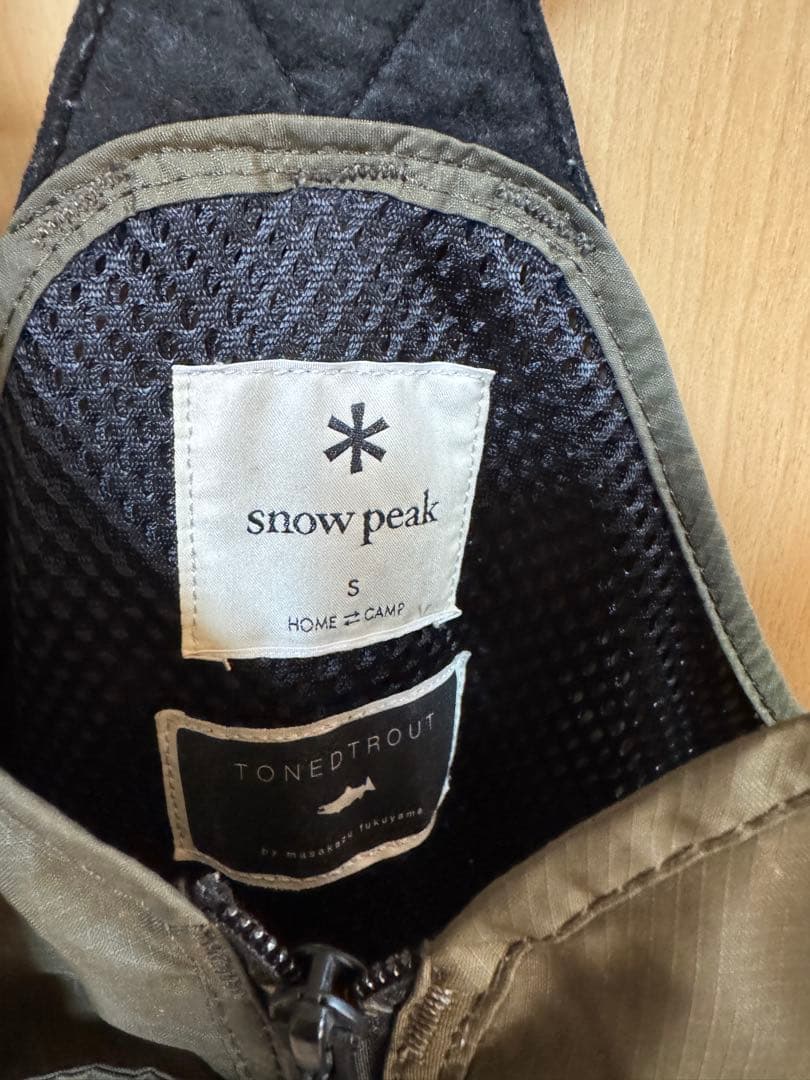 snow peak
S
HOME ⇄ CAMP
TONEDTROUT
by masakazu fukuyama